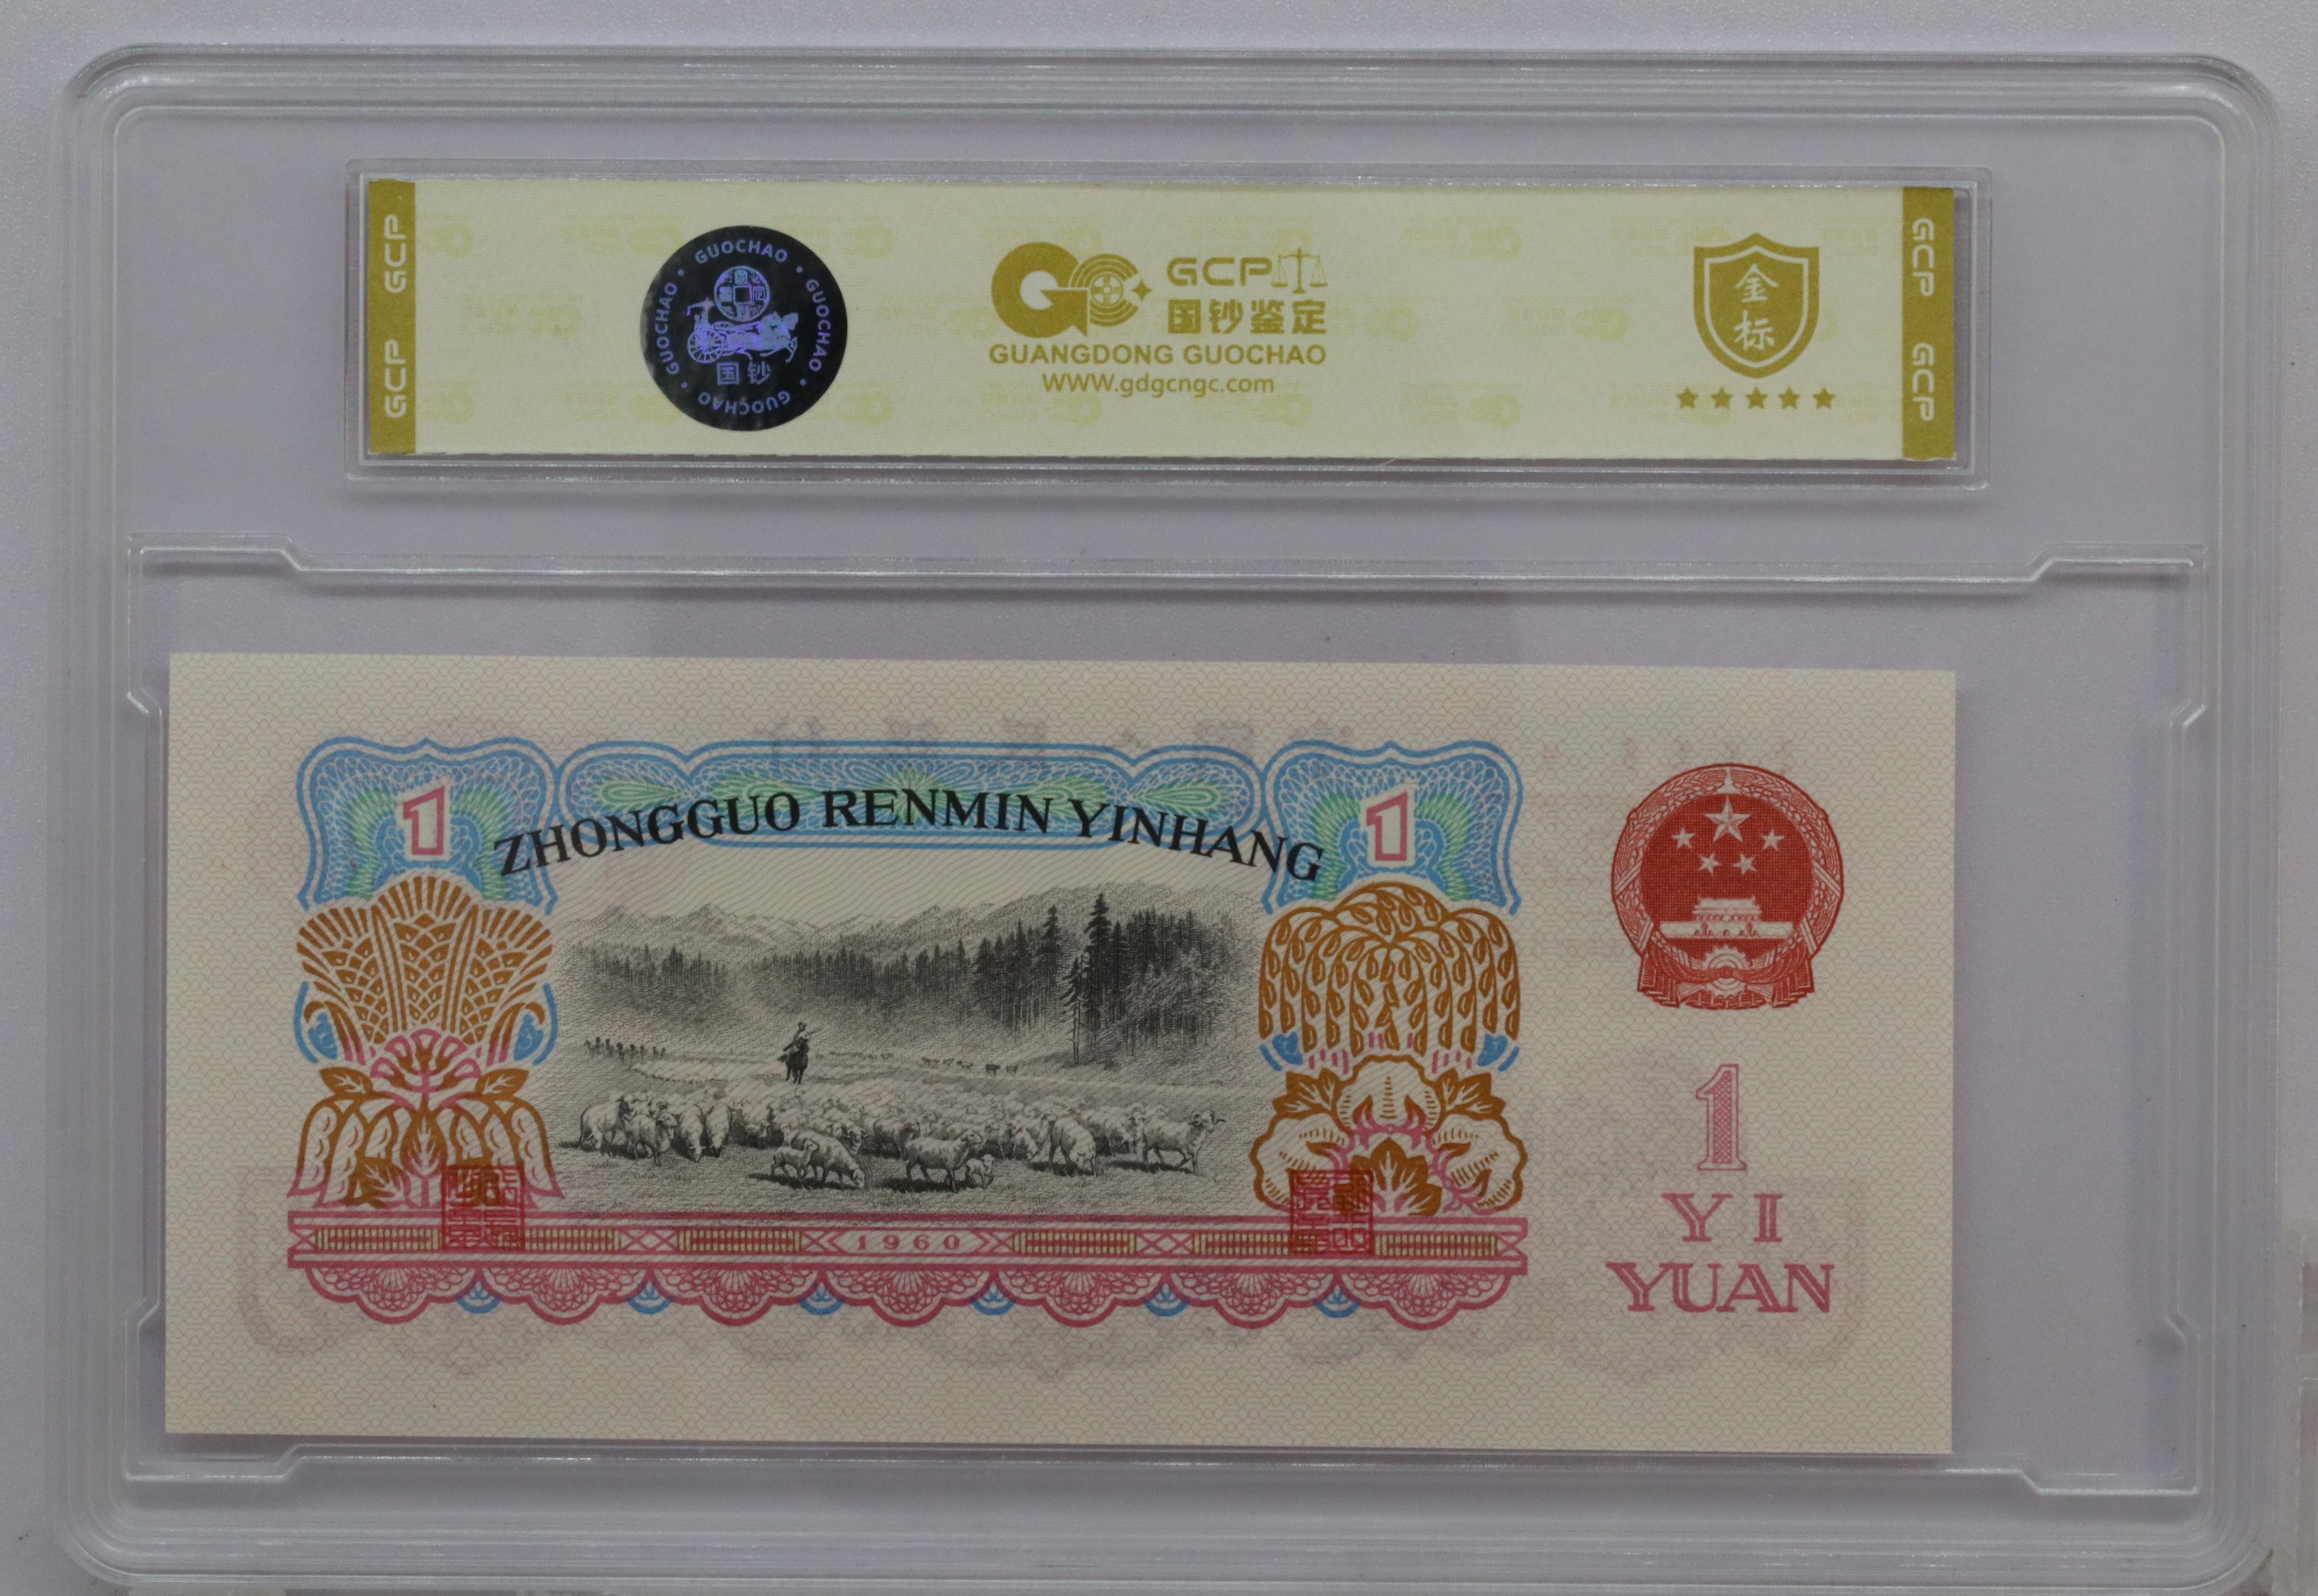 GCP GCP
GUOCHAO · GUOCHAO · GUOCHAO · GUOCHAO
国钞
GCP
国钞鉴定
GUANGDONG GUOCHAO
WWW.gdgcngc.com
金
标
GCP GCP
1
ZHONGGUO RENMIN YINHANG
1
1960
1
YI
YUAN